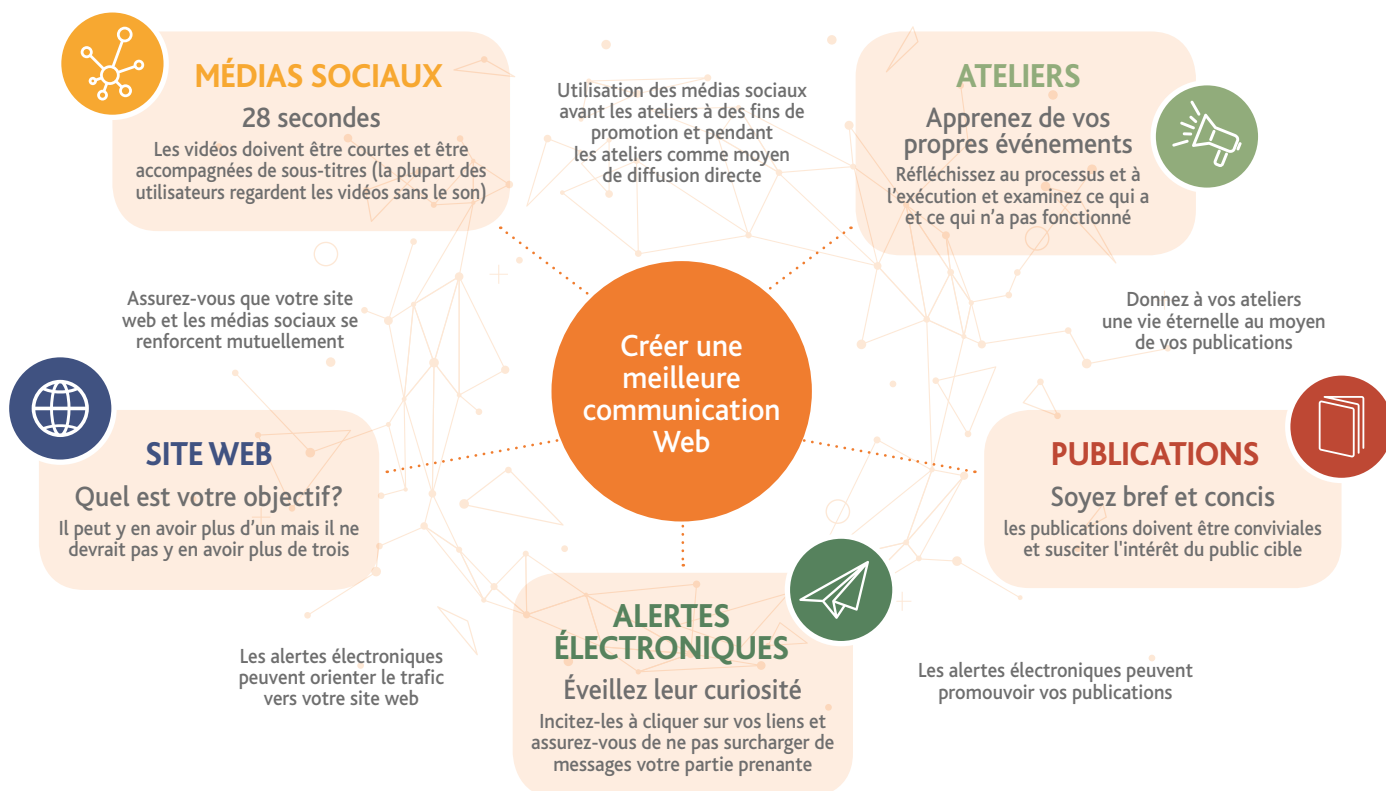 MÉDIAS SOCIAUX
28 secondes
Les vidéos doivent être courtes et être
accompagnées de sous-titres (la plupart des
utilisateurs regardent les vidéos sans le son)
Utilisation des médias sociaux
avant les ateliers à des fins de
promotion et pendant
les ateliers comme moyen
de diffusion directe
ATELIERS
Apprenez de vos
propres événements
Réfléchissez au processus et à
l'exécution et examinez ce qui a
et ce qui n'a pas fonctionné
Assurez-vous que votre site
web et les médias sociaux se
renforcent mutuellement
Créer une
meilleure
communication
Web
Donnez à vos ateliers
une vie éternelle au moyen
de vos publications
SITE WEB
Quel est votre objectif?
Il peut y en avoir plus d'un mais il ne
devrait pas y en avoir plus de trois
PUBLICATIONS
Soyez bref et concis
les publications doivent être conviviales
et susciter l'intérêt du public cible
Les alertes électroniques
peuvent orienter le trafic
vers votre site web
ALERTES
ÉLECTRONIQUES
Éveillez leur curiosité
Incitez-les à cliquer sur vos liens et
assurez-vous de ne pas surcharger de
messages votre partie prenante
Les alertes électroniques peuvent
promouvoir vos publications